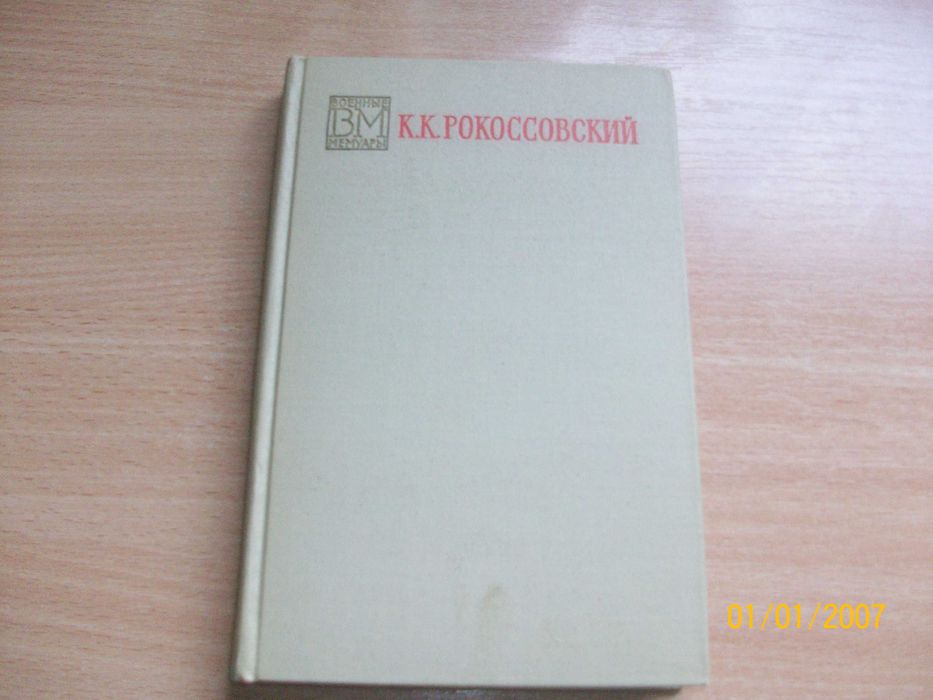 ВОЕННЫЕ
ВМ
МЕМУАРЫ
К.К.РОКОССОВСКИЙ
01/01/2007